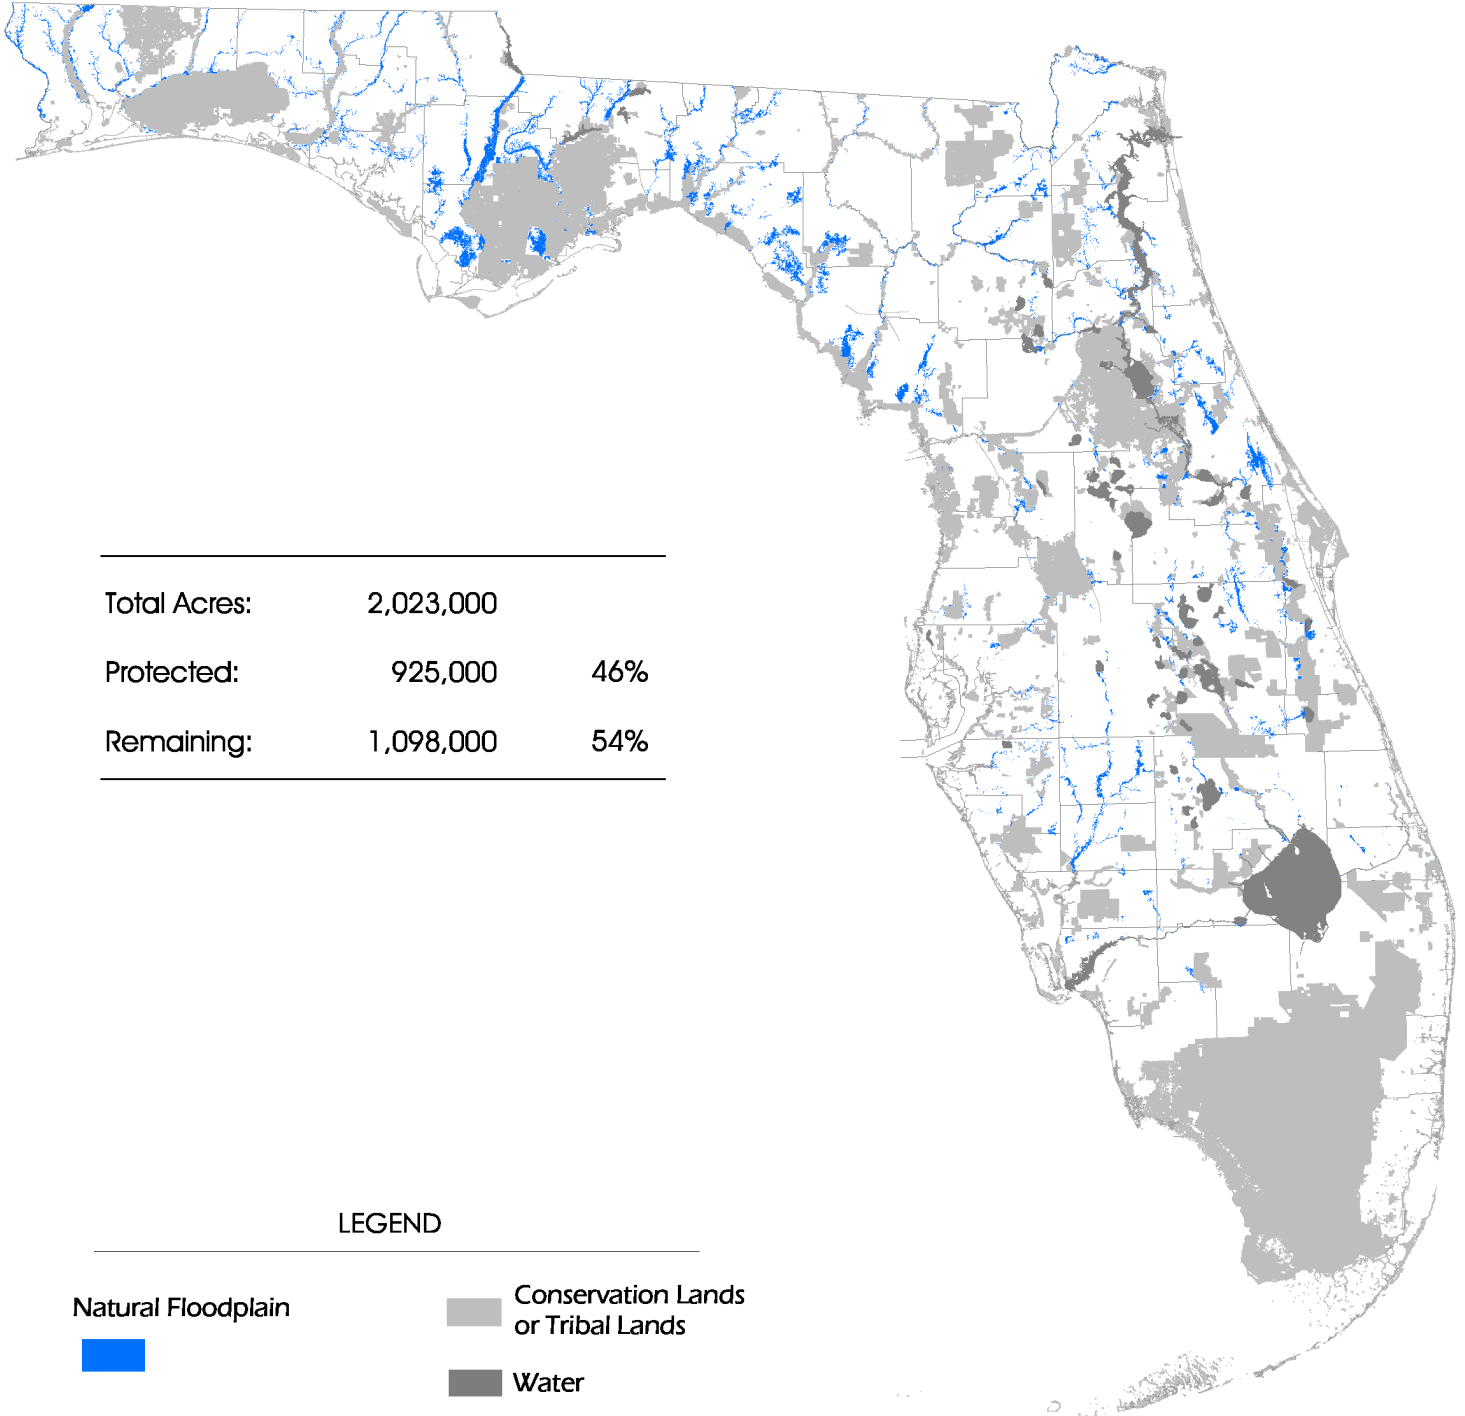 Total Acres: 2,023,000
Protected: 925,000 46%
Remaining: 1,098,000 54%
LEGEND
Natural Floodplain
Conservation Lands
or Tribal Lands
Water